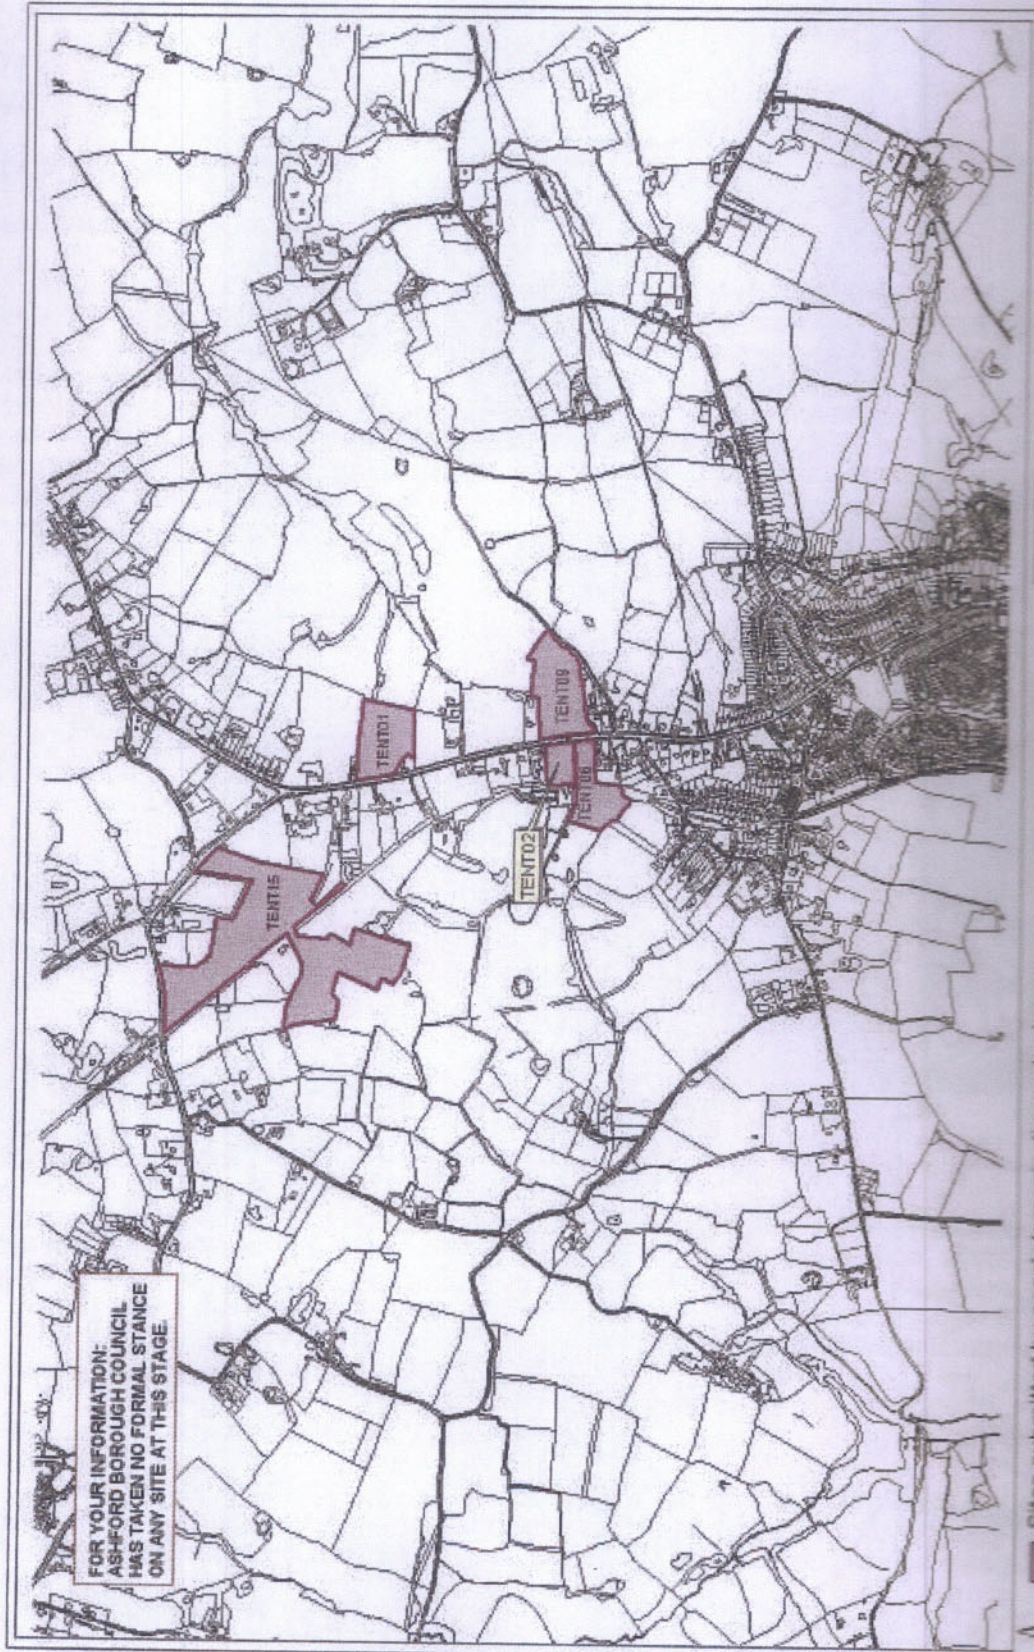 FOR YOUR INFORMATION:
ASHFORD BOROUGH COUNCIL
HAS TAKEN NO FORMAL STANCE
ON ANY SITE AT THIS STAGE.
TENT15
TENT01
TENT02
TENT09